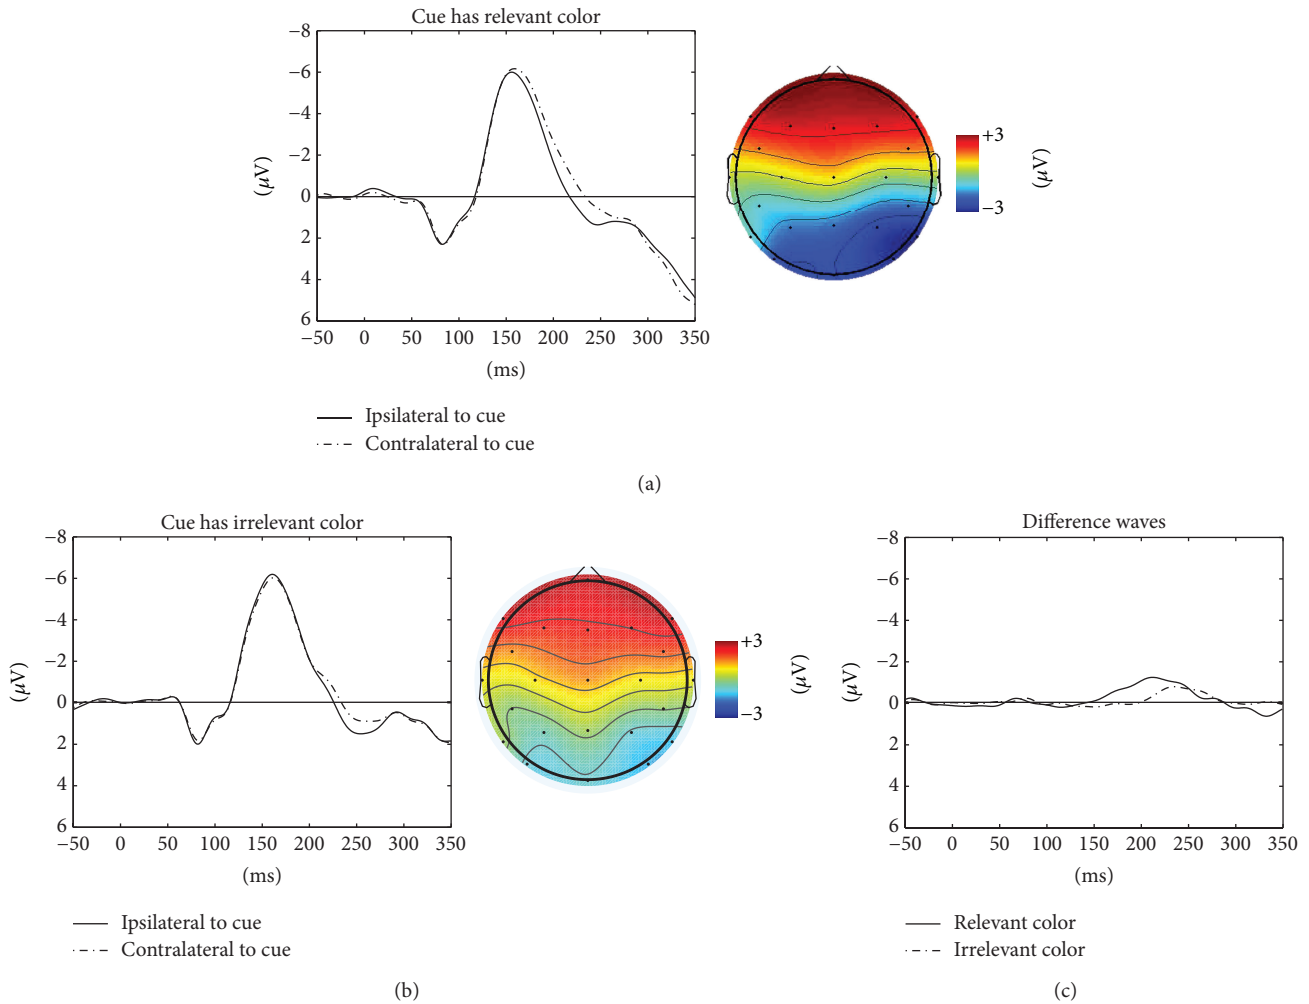 Cue has relevant color
−8
−6
−4
−2
0
2
4
6
(μV)
−50 0 50 100 150 200 250 300 350
(ms)
+3
−3
(μV)
Ipsilateral to cue
Contralateral to cue
(a)
Cue has irrelevant color
−8
−6
−4
−2
0
2
4
6
(μV)
−50 0 50 100 150 200 250 300 350
(ms)
+3
−3
(μV)
Ipsilateral to cue
Contralateral to cue
(b)
Difference waves
−8
−6
−4
−2
0
2
4
6
(μV)
−50 0 50 100 150 200 250 300 350
(ms)
Relevant color
Irrelevant color
(c)